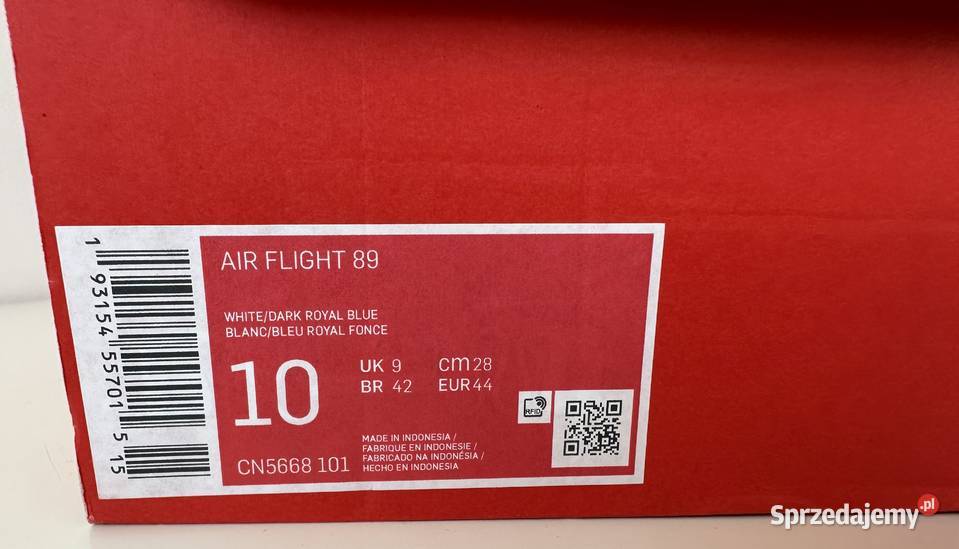 AIR FLIGHT 89
WHITE/DARK ROYAL BLUE
BLANC/BLEU ROYAL FONCE
10
UK 9 cm 28
BR 42 EUR 44
RFID
CN5668 101
MADE IN INDONESIA /
FABRIQUE EN INDONESIE /
FABRICADO NA INDONÉSIA /
HECHO EN INDONESIA
1 93154 55701 5 15
Sprzedajemy.pl